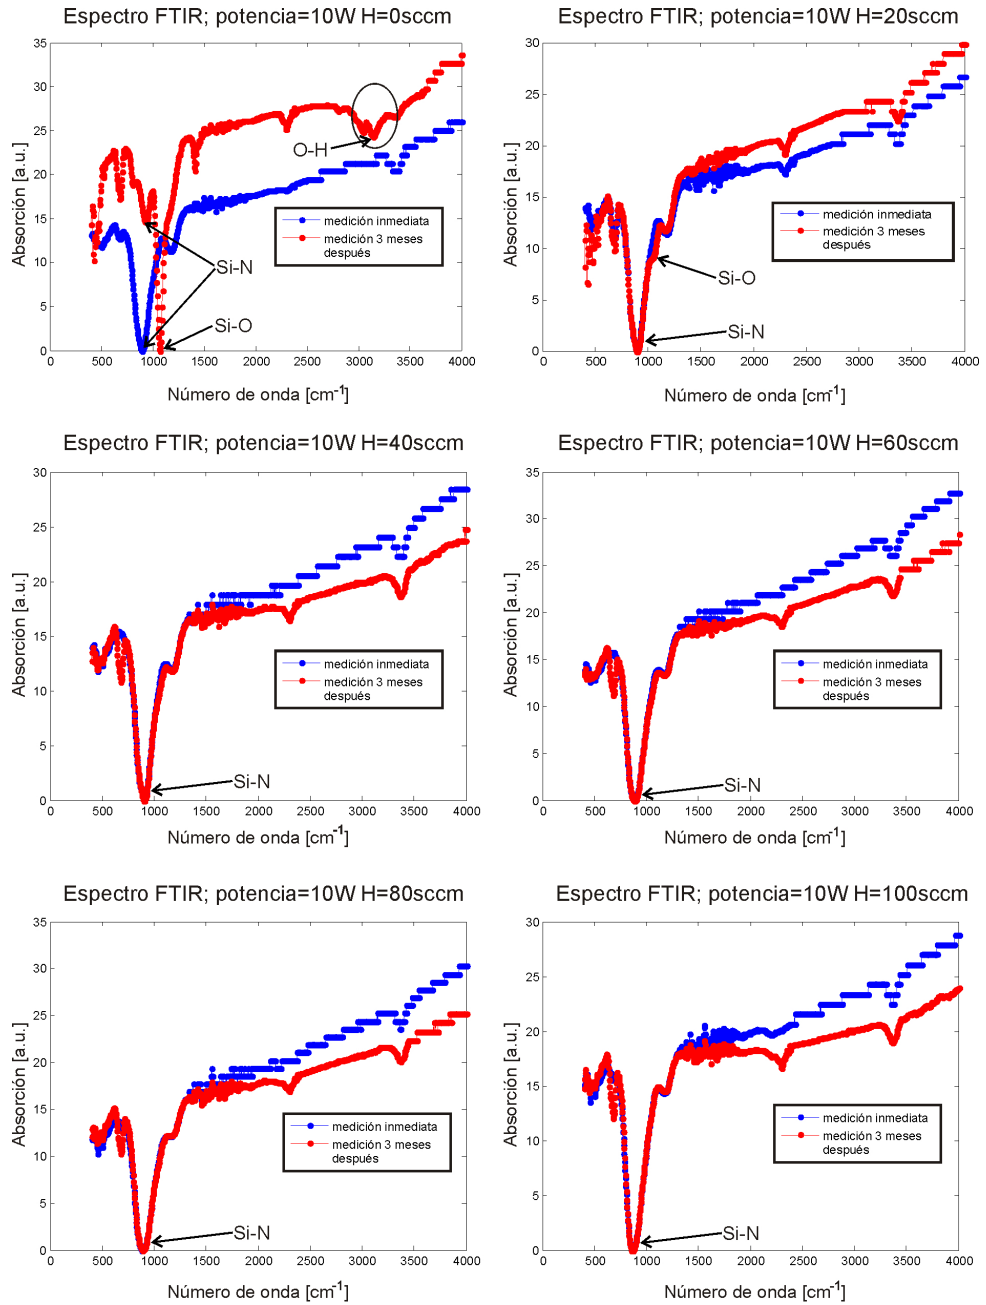 Espectro FTIR; potencia=10W H=0sccm
35
30
25
20
15
10
5
0
Absorción [a.u.]
O-H
Si-N
Si-O
medición inmediata
medición 3 meses
después
500
1000
1500
2000
2500
3000
3500
4000
Número de onda [cm⁻¹]
Espectro FTIR; potencia=10W H=20sccm
30
25
20
15
10
5
0
Absorción [a.u.]
medición inmediata
medición 3 meses
después
Si-O
Si-N
500
1000
1500
2000
2500
3000
3500
4000
Número de onda [cm⁻¹]
Espectro FTIR; potencia=10W H=40sccm
30
25
20
15
10
5
0
Absorción [a.u.]
medición inmediata
medición 3 meses
después
Si-N
0
500
1000
1500
2000
2500
3000
3500
4000
Número de onda [cm⁻¹]
Espectro FTIR; potencia=10W H=60sccm
35
30
25
20
15
10
5
0
Absorción [a.u.]
medición inmediata
medición 3 meses
después
Si-N
0
500
1000
1500
2000
2500
3000
3500
4000
Número de onda [cm⁻¹]
Espectro FTIR; potencia=10W H=80sccm
35
30
25
20
15
10
5
0
Absorción [a.u.]
medición inmediata
medición 3 meses
después
Si-N
0
500
1000
1500
2000
2500
3000
3500
4000
Número de onda [cm⁻¹]
Espectro FTIR; potencia=10W H=100sccm
30
25
20
15
10
5
0
Absorción [a.u.]
medición inmediata
medición 3 meses
después
Si-N
0
500
1000
1500
2000
2500
3000
3500
4000
Número de onda [cm⁻¹]